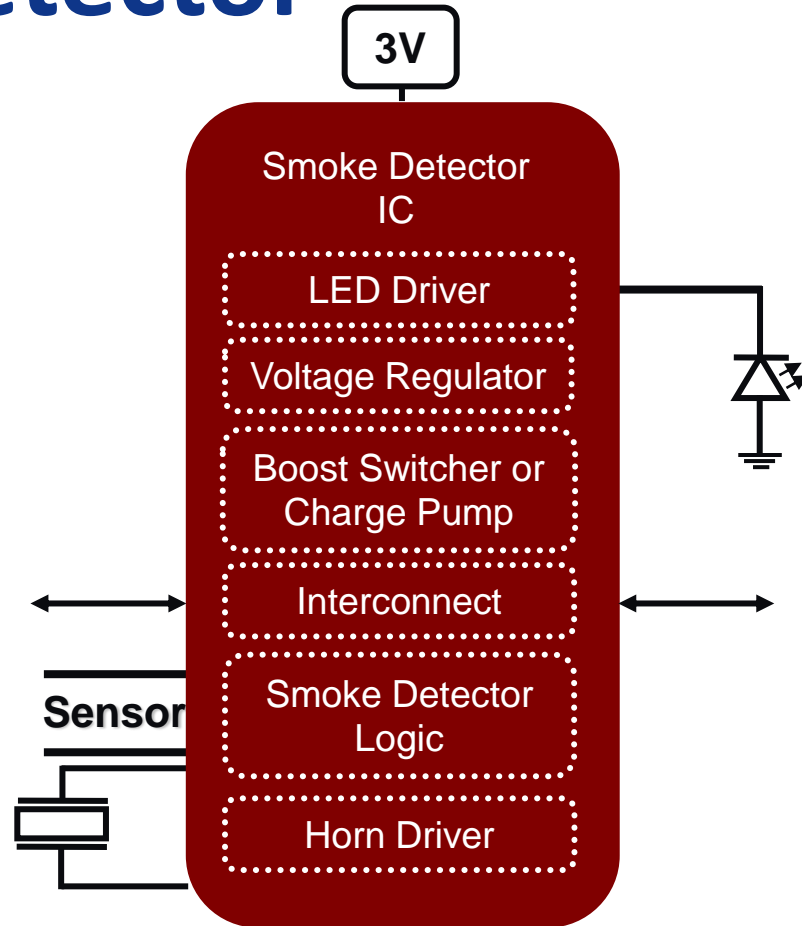 etector
3V
Smoke Detector
IC
LED Driver
Voltage Regulator
Boost Switcher or
Charge Pump
Interconnect
Smoke Detector
Logic
Sensor
Horn Driver